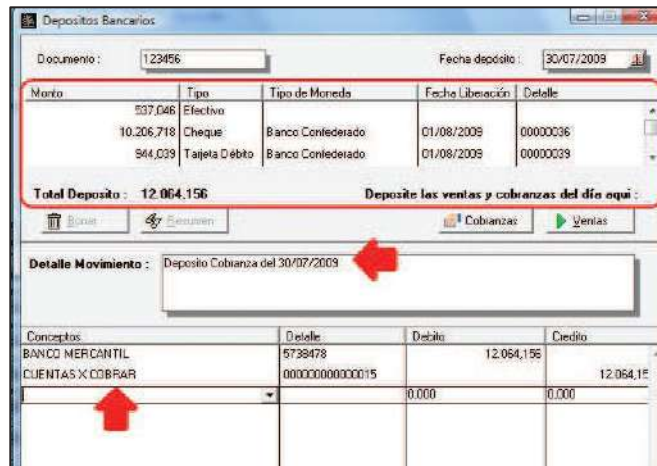 Depositos Bancarios
Documento : 123456 Fecha depósito : 30/07/2009
Monto Tipo Tipo de Moneda Fecha Liberación Detalle
537,046 Efectivo
10.206,718 Cheque Banco Confederado 01/08/2009 00000036
944,039 Tarjeta Débito Banco Confederado 01/08/2009 00000039
Total Deposito : 12.064,156 Deposite las ventas y cobranzas del día aqui :
Borrar Resumen Cobranzas Ventas
Detalle Movimiento : Deposito Cobranza del 30/07/2009
Conceptos Detalle Debito Credito
BANCO MERCANTIL 5738478 12.064,156
CUENTAS X COBRAR 000000000000015 12.064,15
0.000 0.000